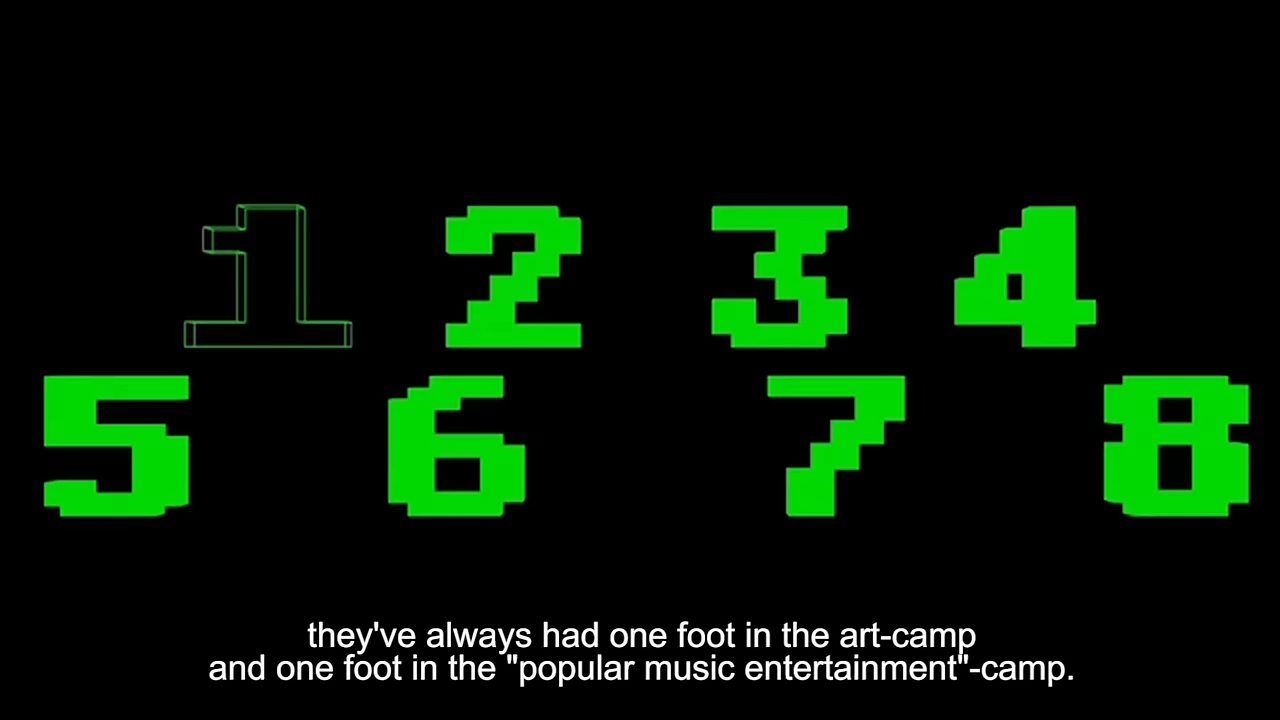 1 2 3 4
5 6 7 8
they've always had one foot in the art-camp
and one foot in the "popular music entertainment"-camp.